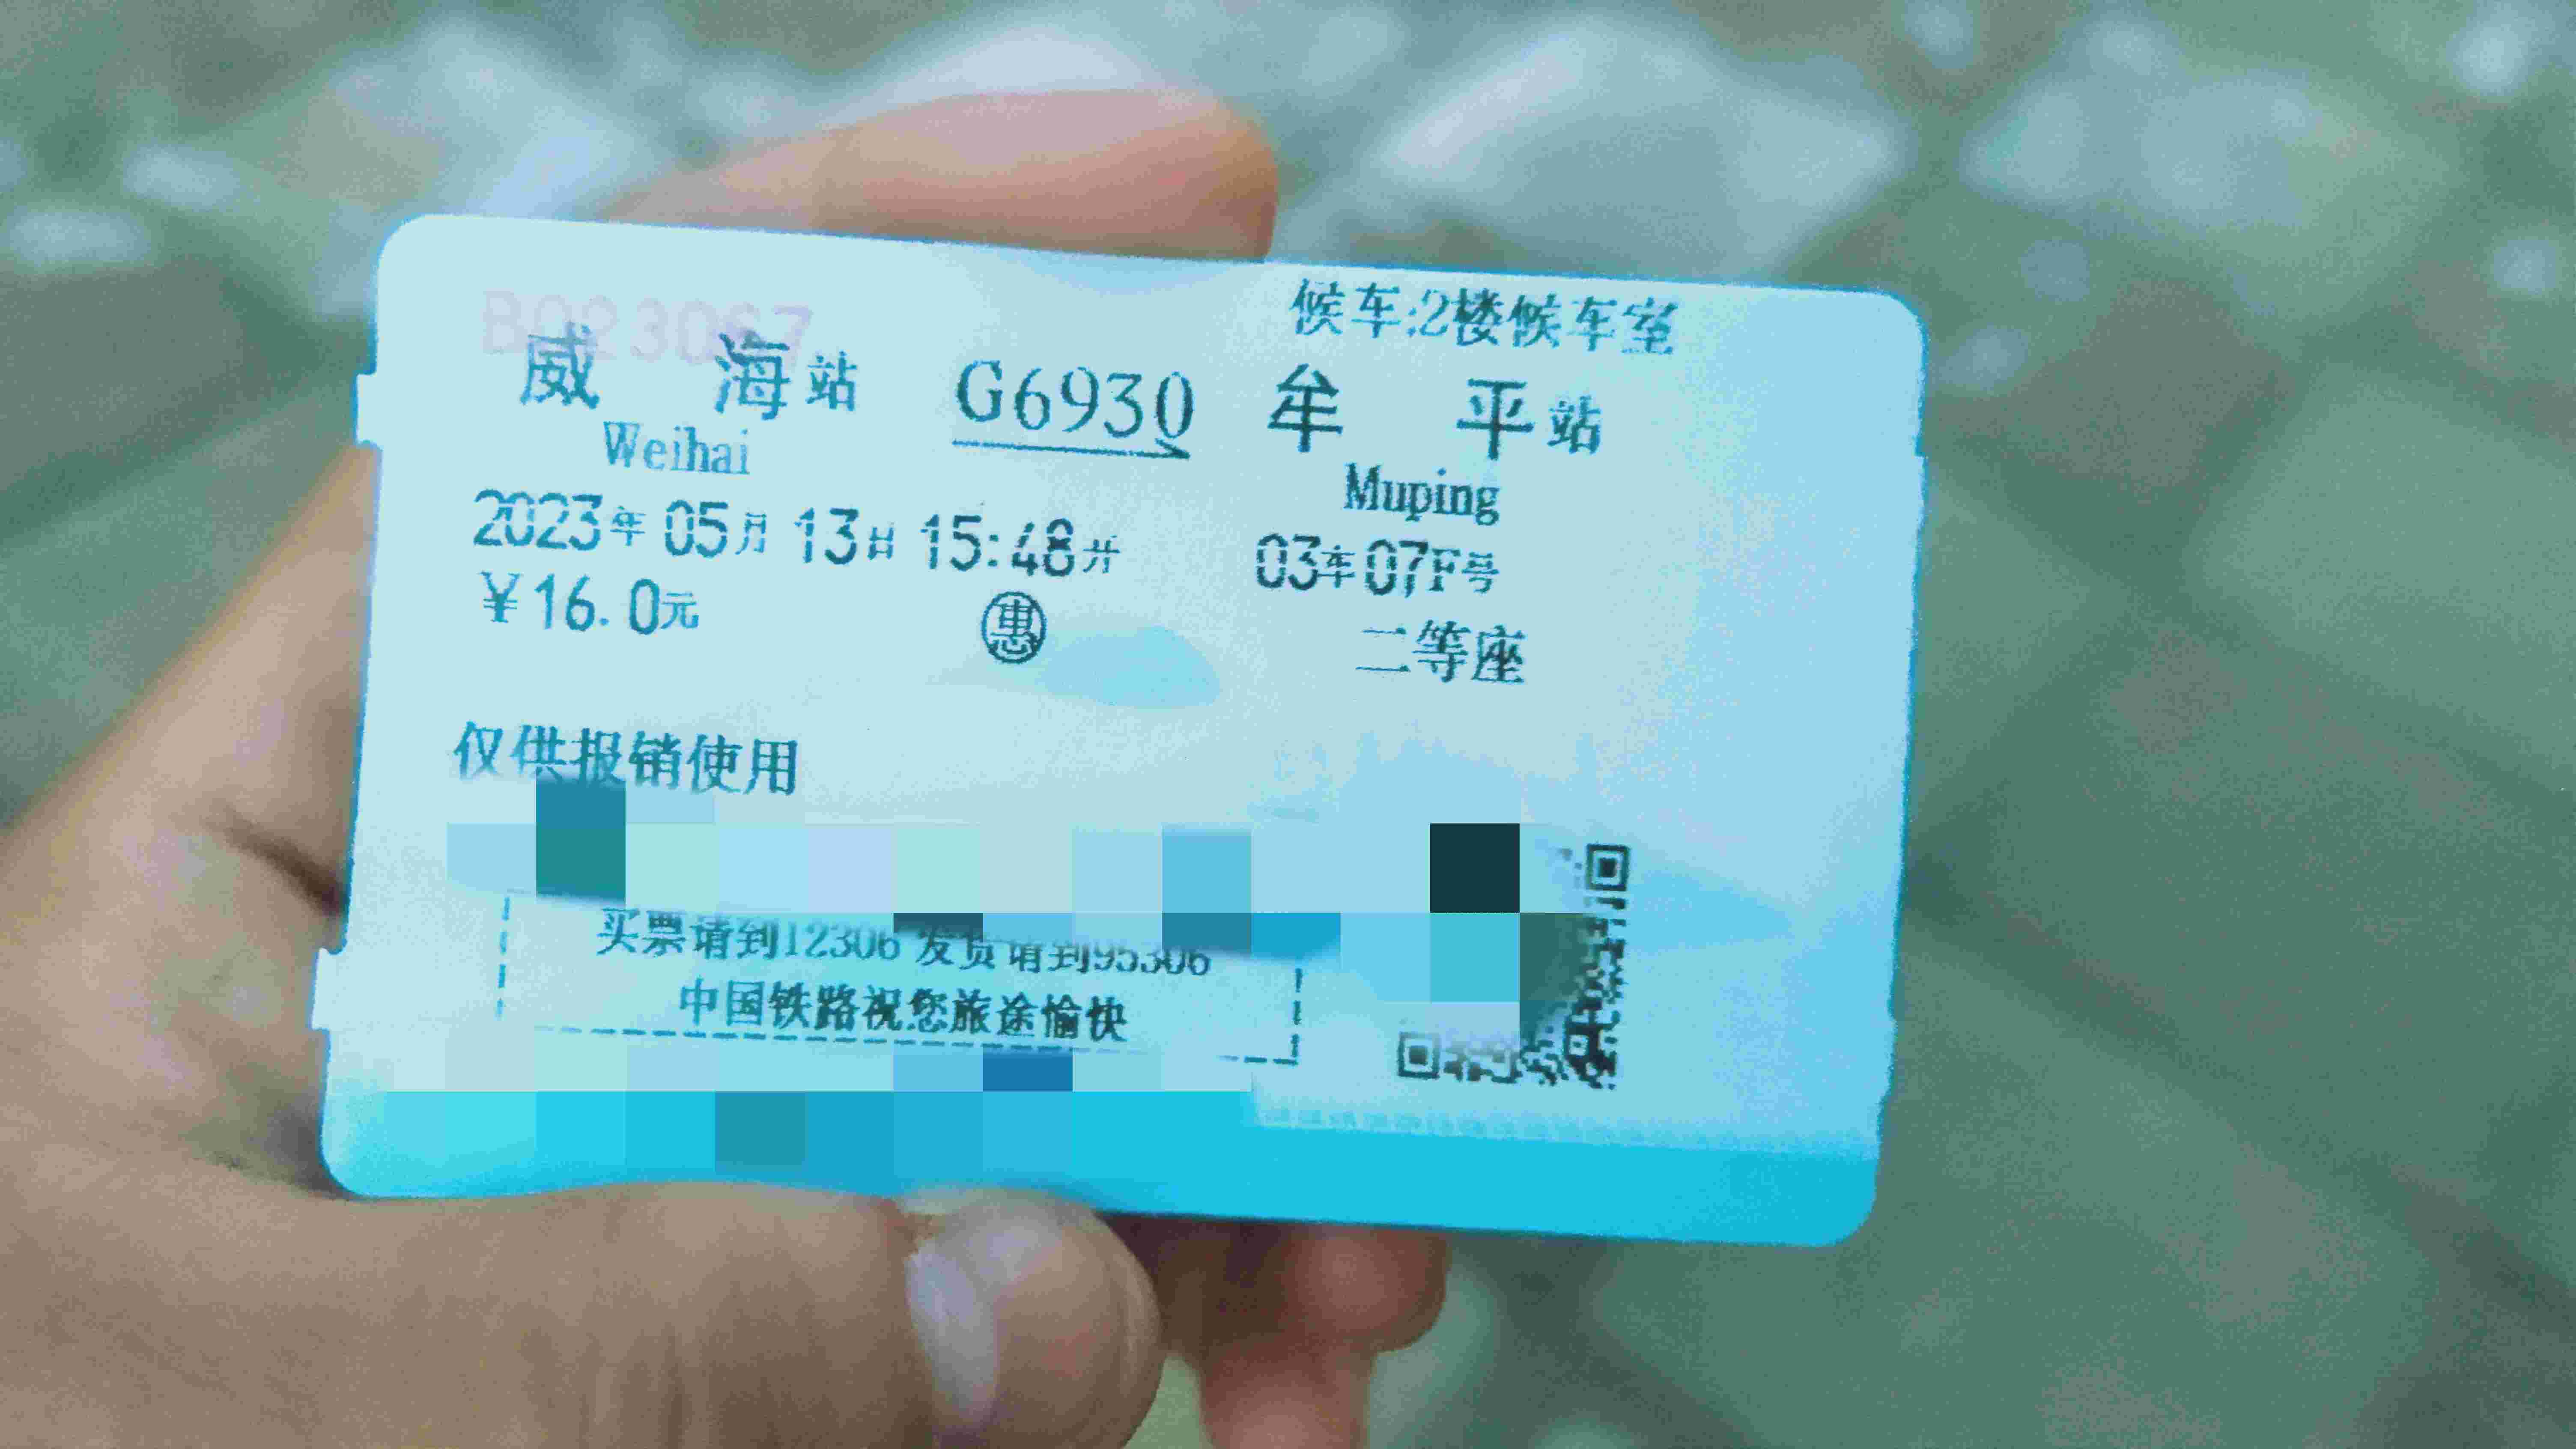 候车:2楼候车室
威海站 G6930 牟平站
Weihai Muping
2023年05月13日15:48开 03车07F号
¥16.0元 惠 二等座
仅供报销使用
买票请到12306 发货请到95306
中国铁路祝您旅途愉快